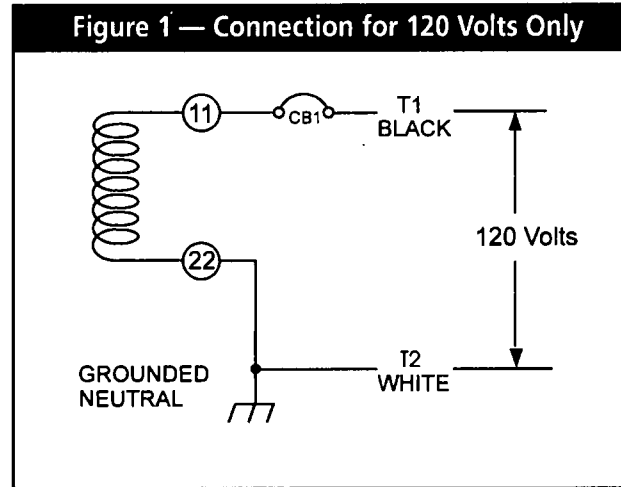 Figure 1 — Connection for 120 Volts Only
11
CB1
T1
BLACK
120 Volts
22
GROUNDED
NEUTRAL
T2
WHITE